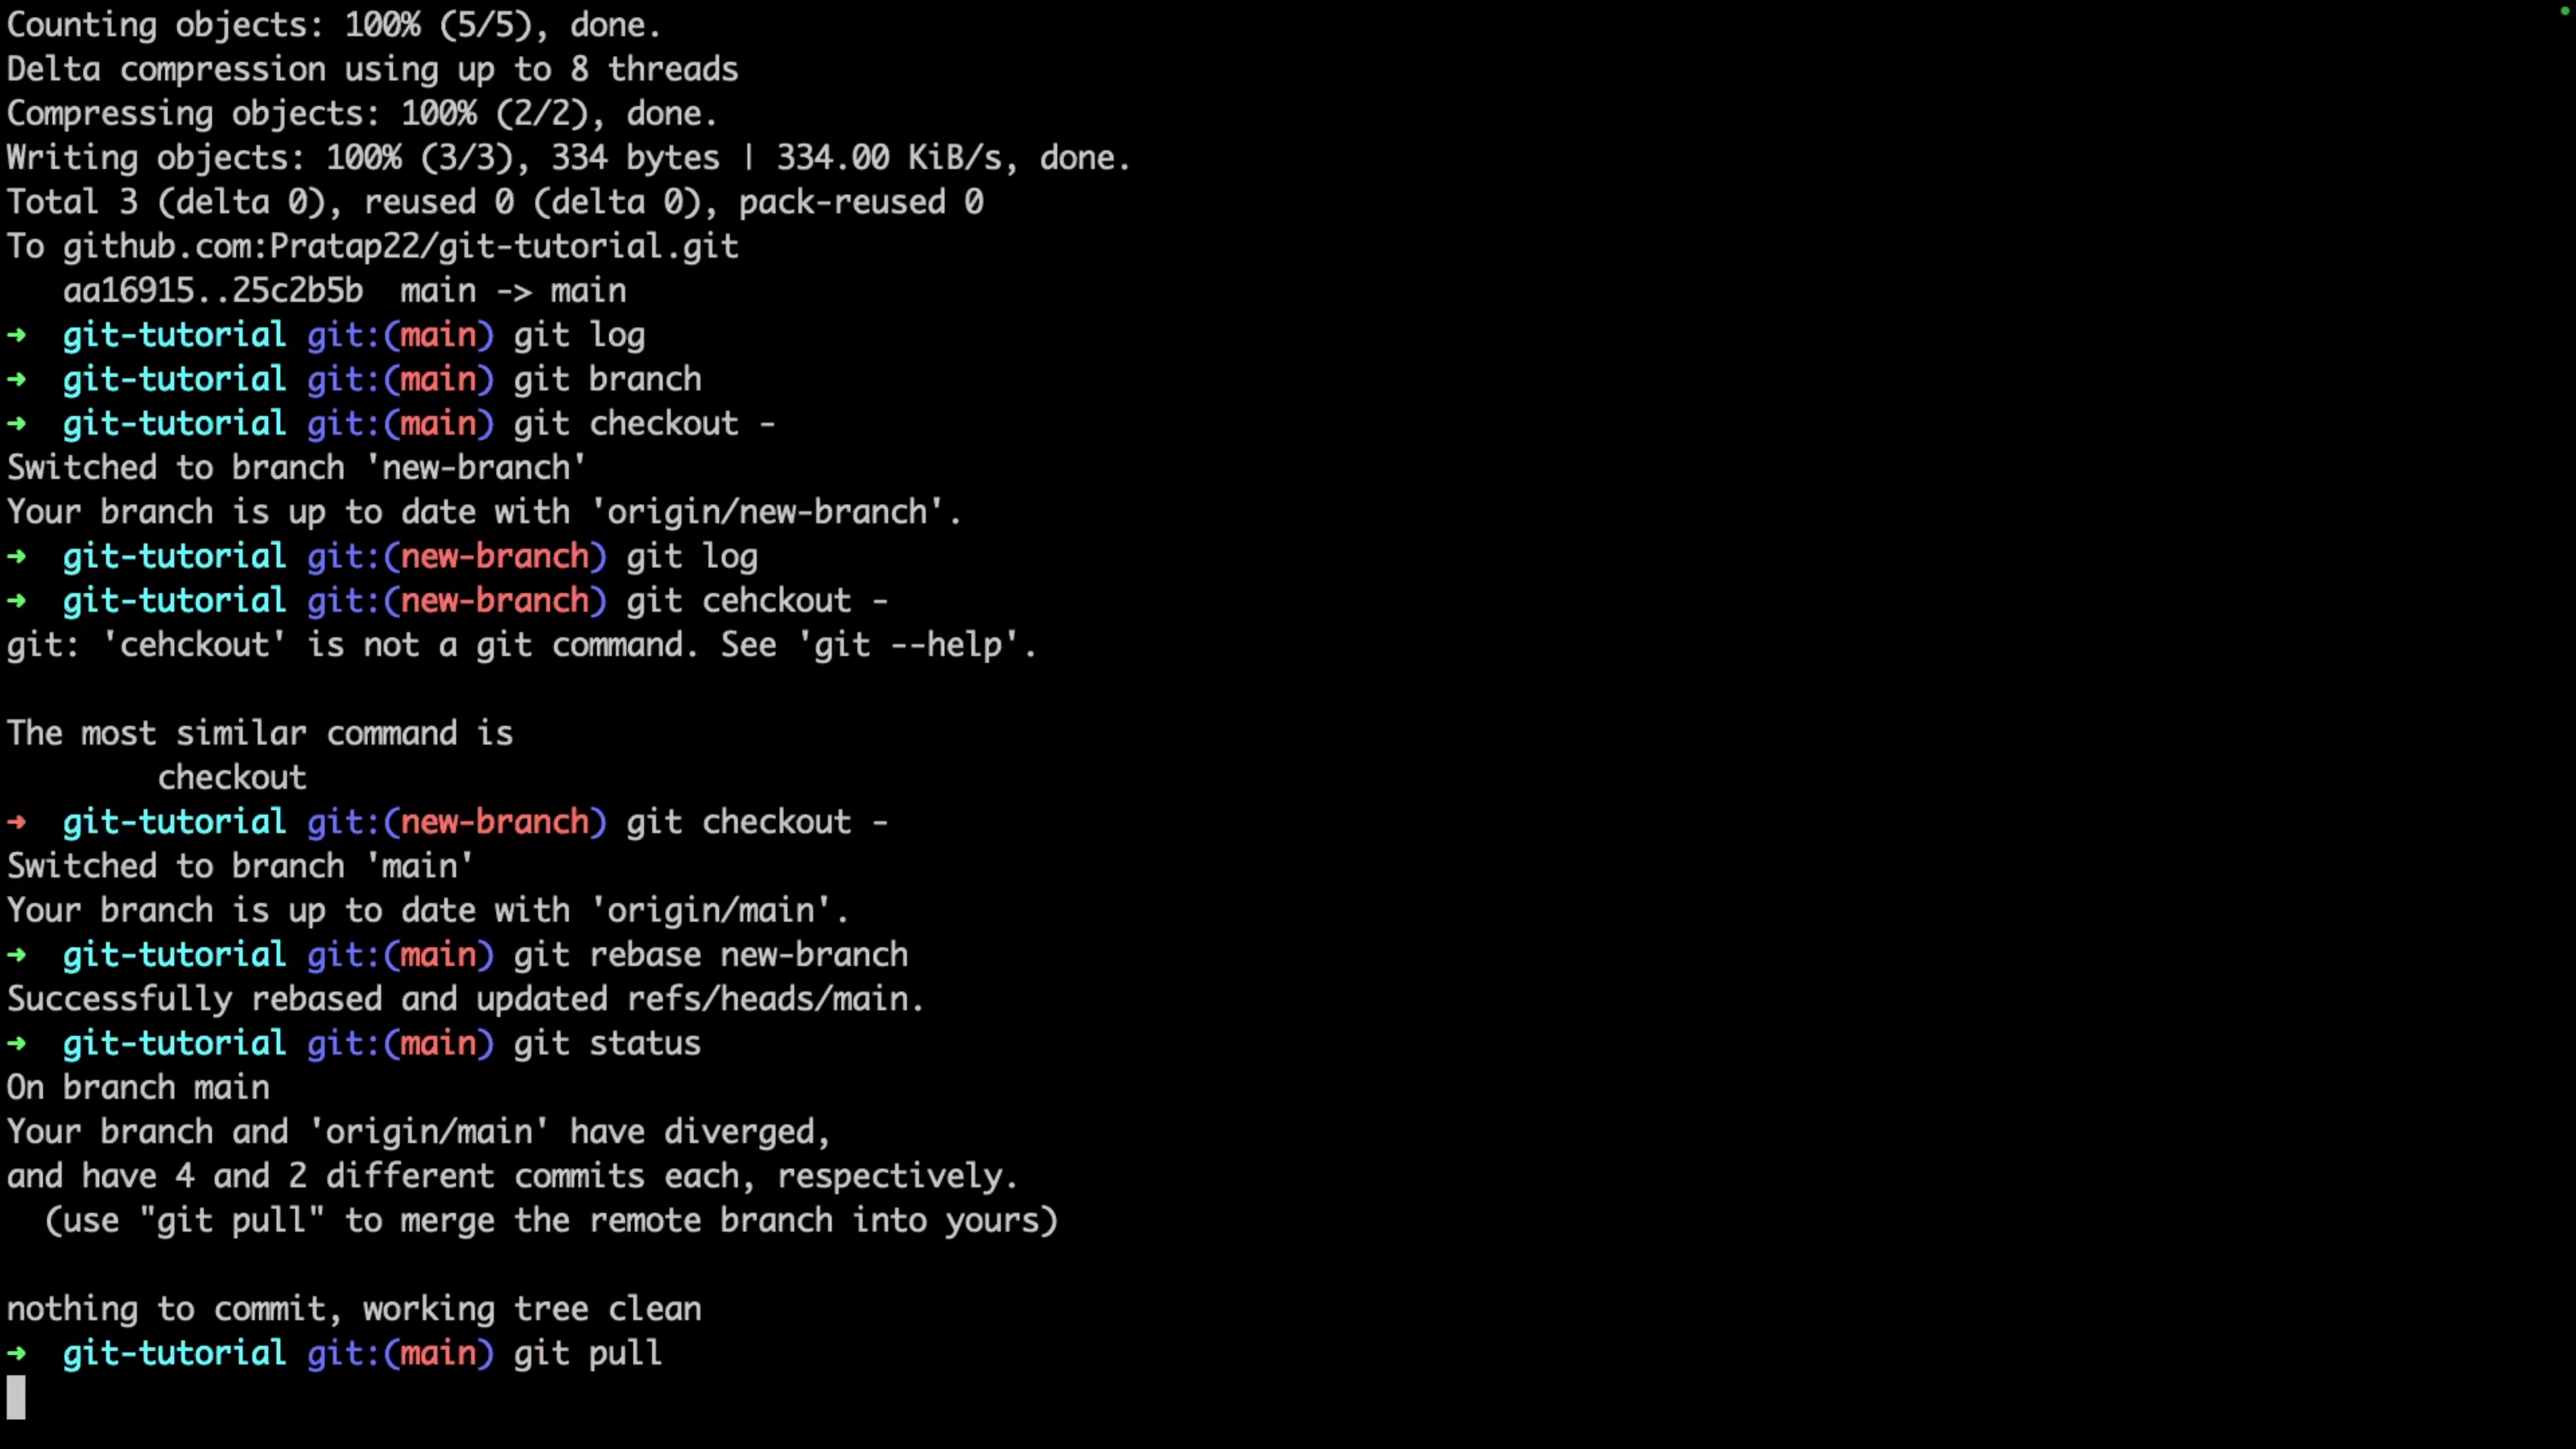 Counting objects: 100% (5/5), done.
Delta compression using up to 8 threads
Compressing objects: 100% (2/2), done.
Writing objects: 100% (3/3), 334 bytes | 334.00 KiB/s, done.
Total 3 (delta 0), reused 0 (delta 0), pack-reused 0
To github.com:Pratap22/git-tutorial.git
   aa16915..25c2b5b  main -> main
➜  git-tutorial git:(main) git log
➜  git-tutorial git:(main) git branch
➜  git-tutorial git:(main) git checkout -
Switched to branch 'new-branch'
Your branch is up to date with 'origin/new-branch'.
➜  git-tutorial git:(new-branch) git log
➜  git-tutorial git:(new-branch) git cehckout -
git: 'cehckout' is not a git command. See 'git --help'.

The most similar command is
        checkout
➜  git-tutorial git:(new-branch) git checkout -
Switched to branch 'main'
Your branch is up to date with 'origin/main'.
➜  git-tutorial git:(main) git rebase new-branch
Successfully rebased and updated refs/heads/main.
➜  git-tutorial git:(main) git status
On branch main
Your branch and 'origin/main' have diverged,
and have 4 and 2 different commits each, respectively.
  (use "git pull" to merge the remote branch into yours)

nothing to commit, working tree clean
➜  git-tutorial git:(main) git pull